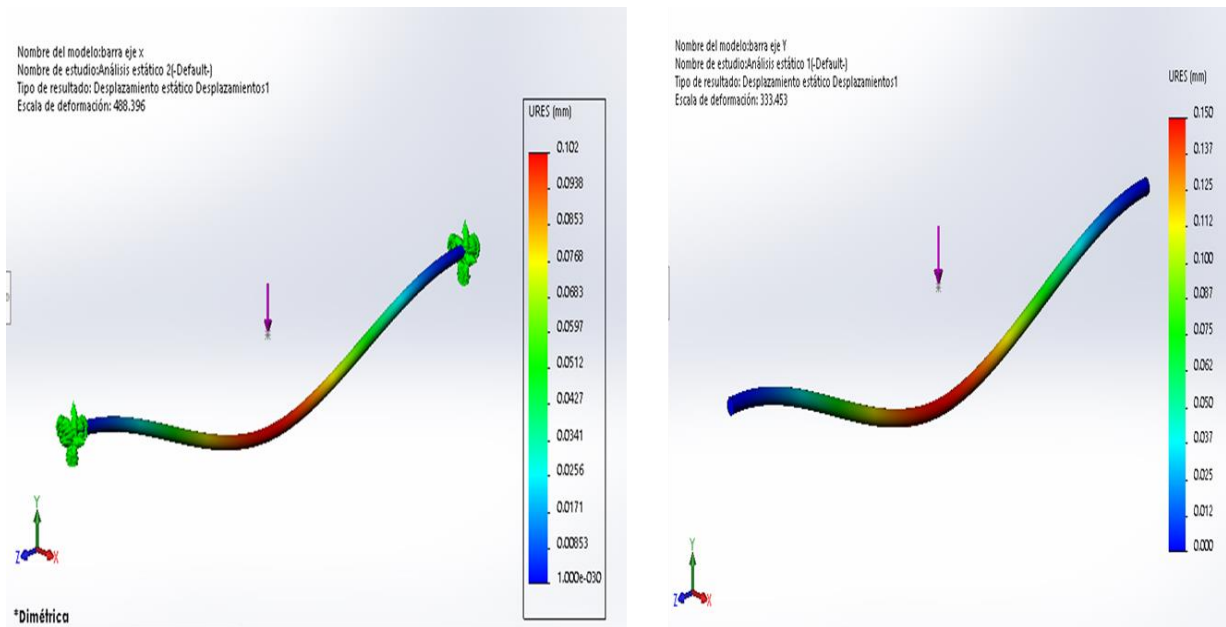 Nombre del modelo:barra eje x
Nombre de estudio:Análisis estático 2(-Default-)
Tipo de resultado: Desplazamiento estático Desplazamientos1
Escala de deformación: 488.396
URES (mm)
0.102
0.0938
0.0853
0.0768
0.0683
0.0597
0.0512
0.0427
0.0341
0.0256
0.0171
0.00853
1.000e-030
Y
Z
X
*Dimétrica
Nombre del modelo:barra eje Y
Nombre de estudio:Análisis estático 1(-Default-)
Tipo de resultado: Desplazamiento estático Desplazamientos1
Escala de deformación: 333.453
URES (mm)
0.150
0.137
0.125
0.112
0.100
0.087
0.075
0.062
0.050
0.037
0.025
0.012
0.000
Y
Z
X